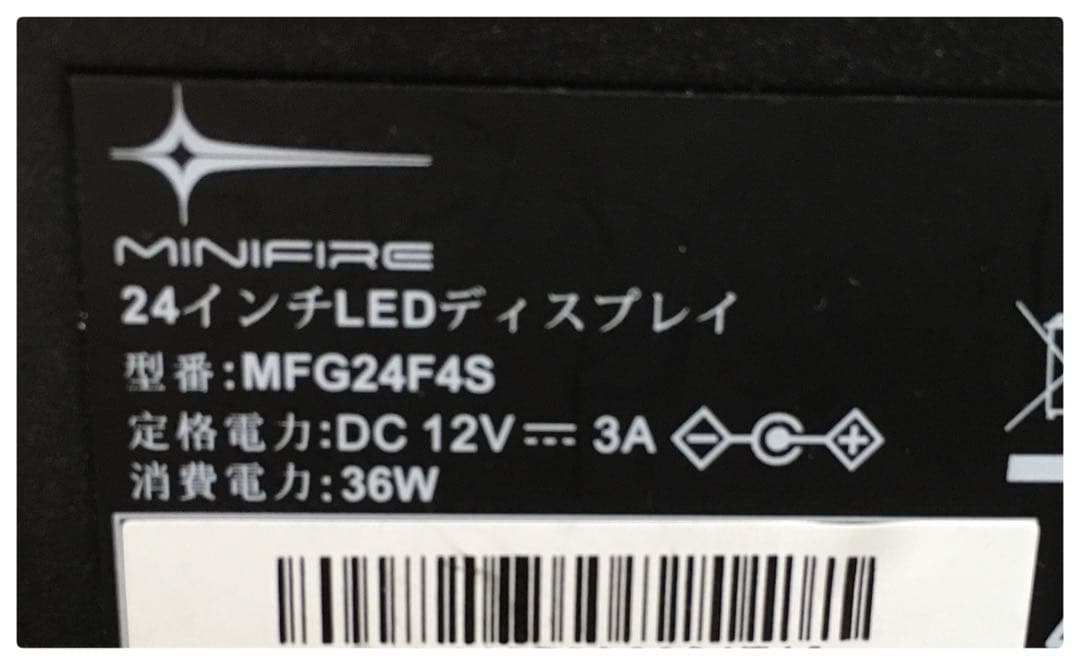 MINIFIRE
24インチLEDディスプレイ
型番:MFG24F4S
定格電力:DC 12V⎓ 3A
消費電力:36W